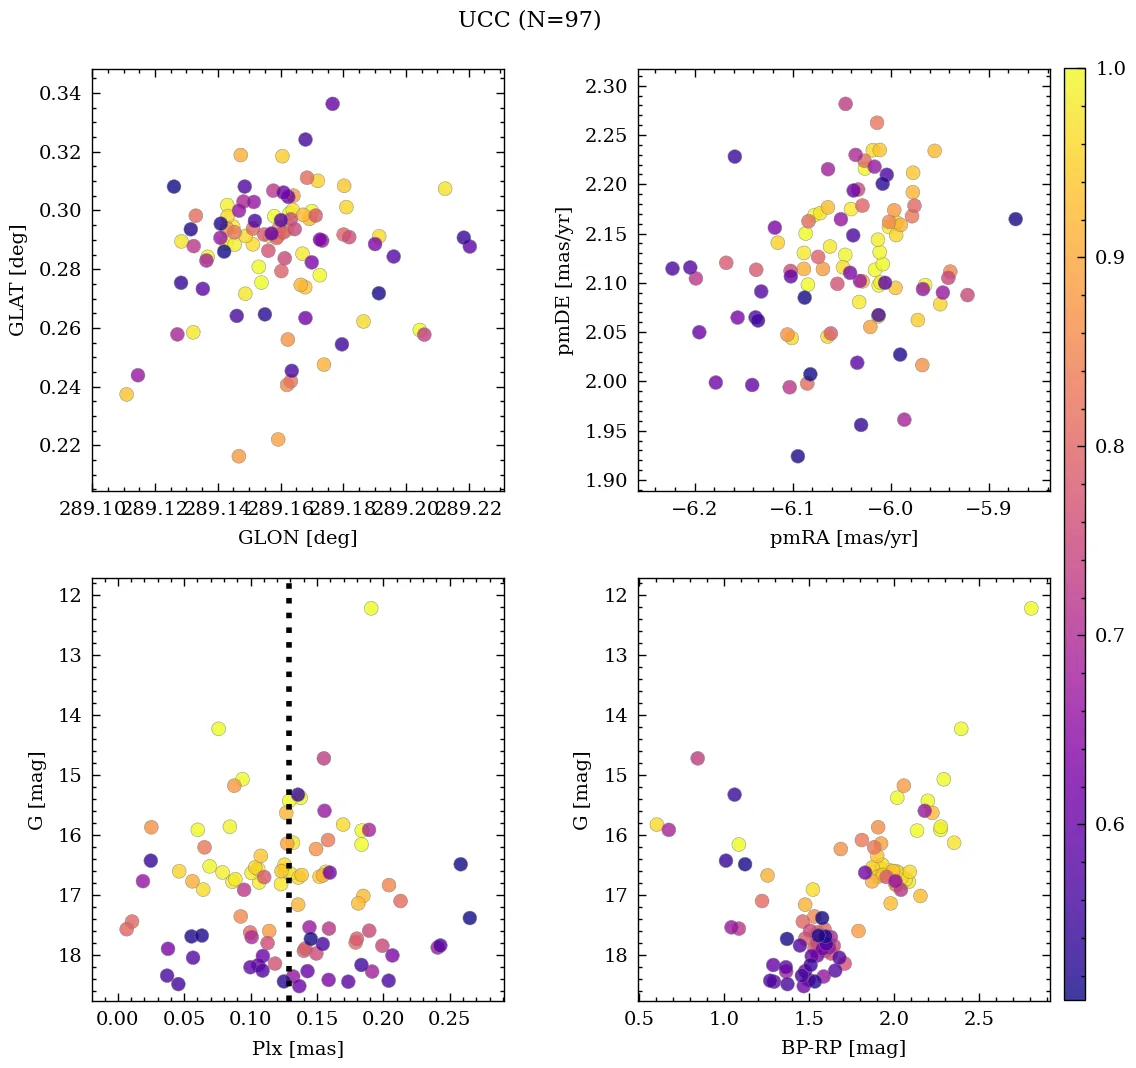 UCC (N=97)
0.34
0.32
0.30
0.28
0.26
0.24
0.22
GLAT [deg]
289.10 289.12 289.14 289.16 289.18 289.20 289.22
GLON [deg]
2.30
2.25
2.20
2.15
2.10
2.05
2.00
1.95
1.90
pmDE [mas/yr]
−6.2 −6.1 −6.0 −5.9
pmRA [mas/yr]
12
13
14
15
16
17
18
G [mag]
0.00 0.05 0.10 0.15 0.20 0.25
Plx [mas]
12
13
14
15
16
17
18
G [mag]
0.5 1.0 1.5 2.0 2.5
BP-RP [mag]
1.0
0.9
0.8
0.7
0.6